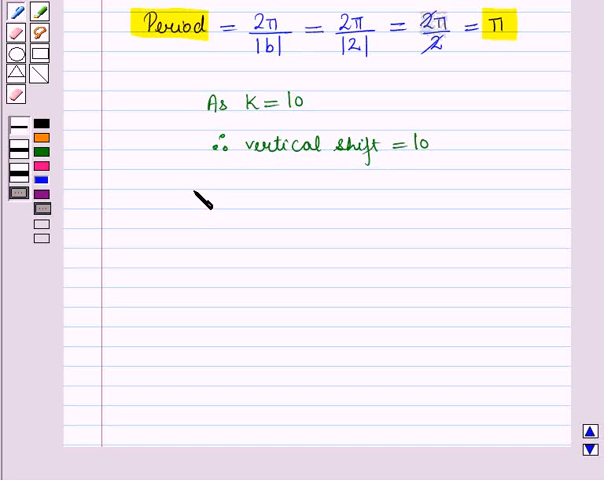 Period = 2π/|b| = 2π/|2| = 2π/2 = π
As K = 10
∴ vertical shift = 10